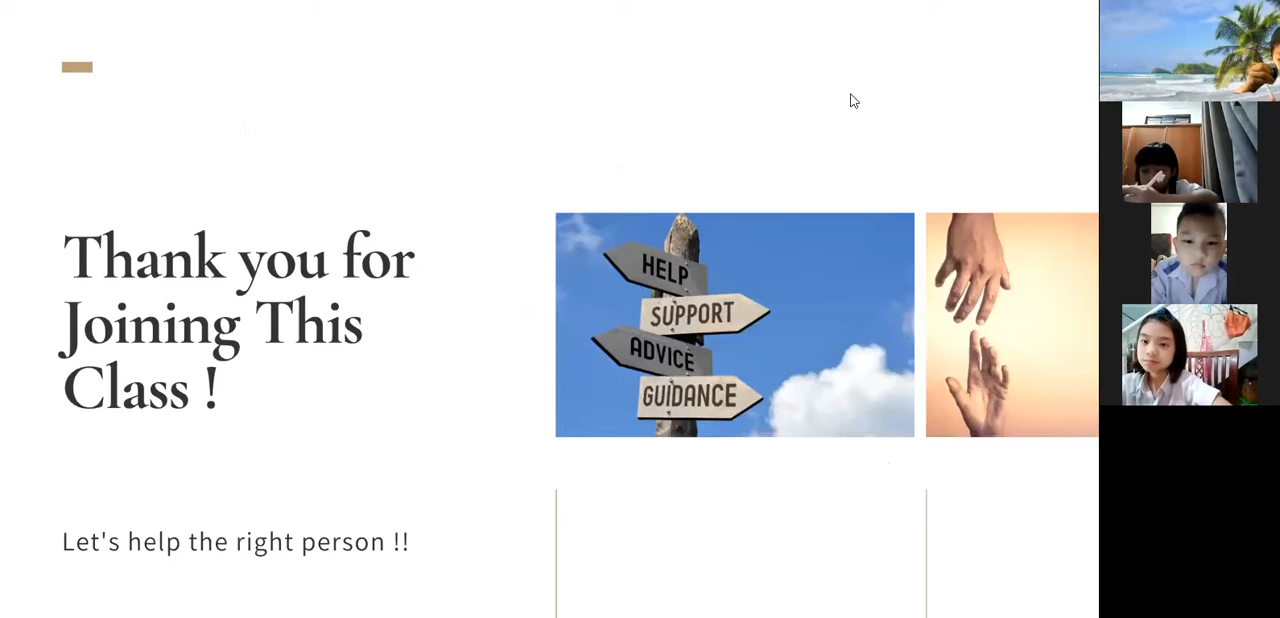 Thank you for
Joining This
Class !
HELP
SUPPORT
ADVICE
GUIDANCE
Let's help the right person !!